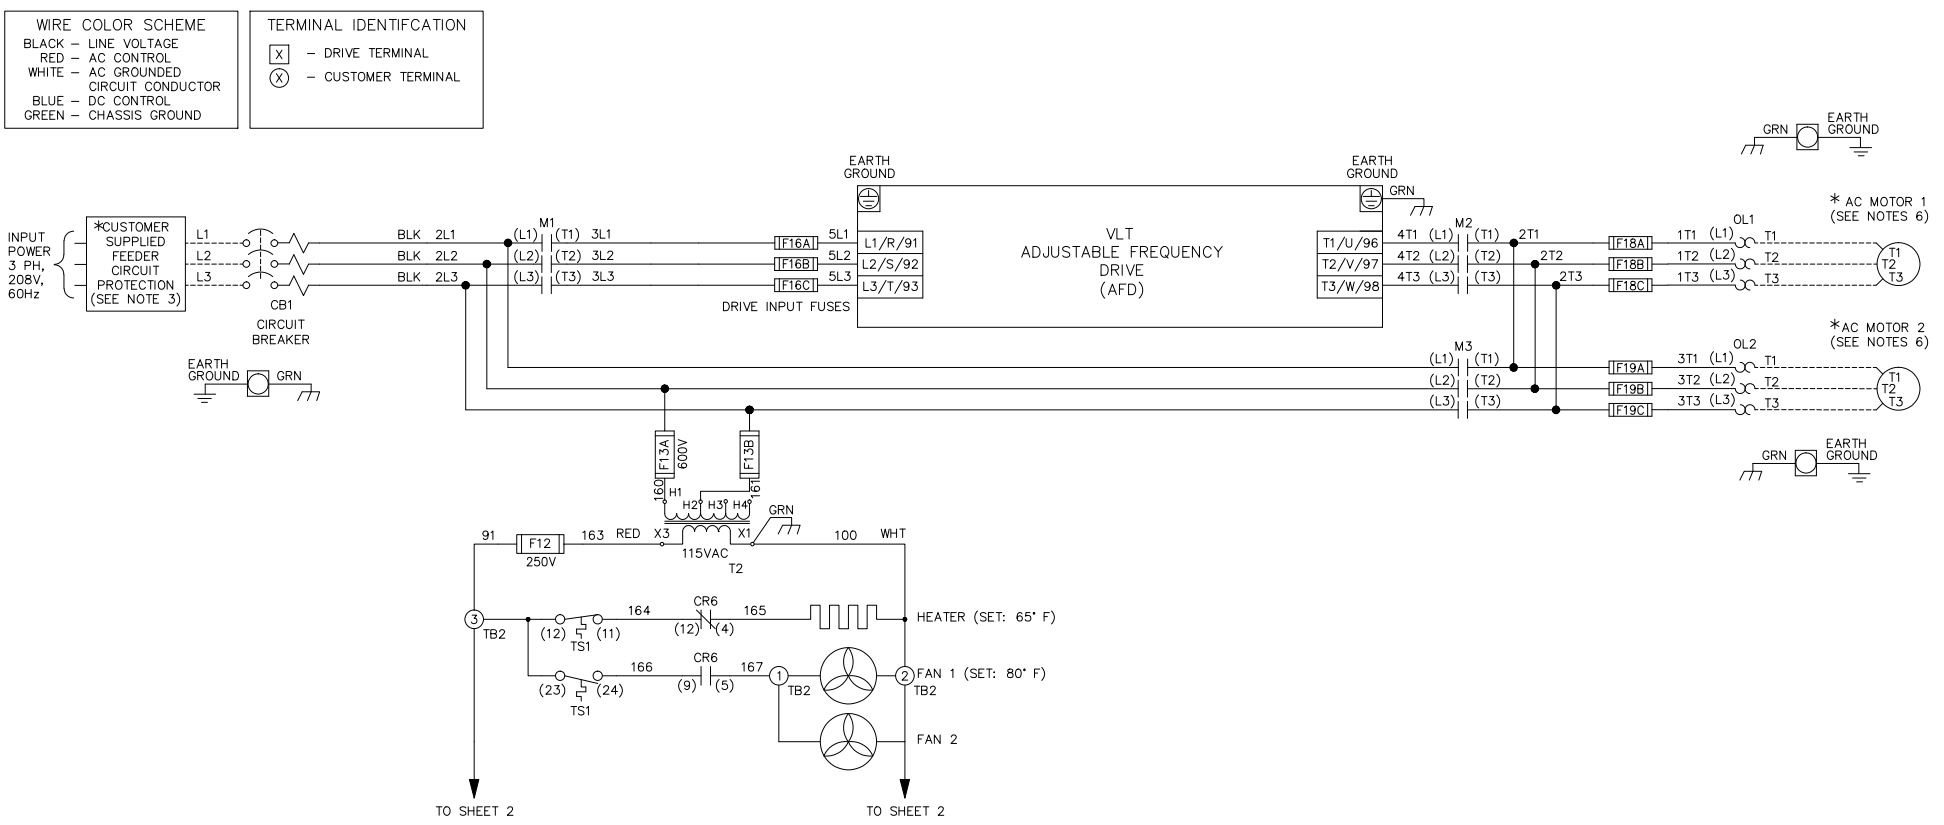 WIRE COLOR SCHEME
BLACK – LINE VOLTAGE
RED – AC CONTROL
WHITE – AC GROUNDED
CIRCUIT CONDUCTOR
BLUE – DC CONTROL
GREEN – CHASSIS GROUND
TERMINAL IDENTIFCATION
X – DRIVE TERMINAL
X – CUSTOMER TERMINAL
GRN
EARTH
GROUND
INPUT
POWER
3 PH,
208V,
60Hz
*CUSTOMER
SUPPLIED
FEEDER
CIRCUIT
PROTECTION
(SEE NOTE 3)
L1
L2
L3
CB1
CIRCUIT
BREAKER
EARTH
GROUND
GRN
BLK 2L1
BLK 2L2
BLK 2L3
M1
(L1) (T1) 3L1
(L2) (T2) 3L2
(L3) (T3) 3L3
F16A
F16B
F16C
DRIVE INPUT FUSES
5L1
5L2
5L3
EARTH
GROUND
L1/R/91
L2/S/92
L3/T/93
VLT
ADJUSTABLE FREQUENCY
DRIVE
(AFD)
EARTH
GROUND
GRN
T1/U/96
T2/V/97
T3/W/98
M2
4T1 (L1) (T1) 2T1
4T2 (L2) (T2) 2T2
4T3 (L3) (T3) 2T3
F18A
F18B
F18C
OL1
1T1 (L1) T1
1T2 (L2) T2
1T3 (L3) T3
* AC MOTOR 1
(SEE NOTES 6)
T1
T2
T3
M3
(L1) (T1)
(L2) (T2)
(L3) (T3)
F19A
F19B
F19C
OL2
3T1 (L1) T1
3T2 (L2) T2
3T3 (L3) T3
*AC MOTOR 2
(SEE NOTES 6)
T1
T2
T3
GRN
EARTH
GROUND
F13A
600V
F13B
160
161
H1
H2 H3 H4
GRN
91
F12
250V
163 RED X3
115VAC
X1
T2
100 WHT
3
TB2
(12) (11)
TS1
164
CR6
(12) (4)
165
HEATER (SET: 65° F)
(23) (24)
TS1
166
CR6
(9) (5)
167
1
TB2
2
TB2
FAN 1 (SET: 80° F)
FAN 2
TO SHEET 2
TO SHEET 2